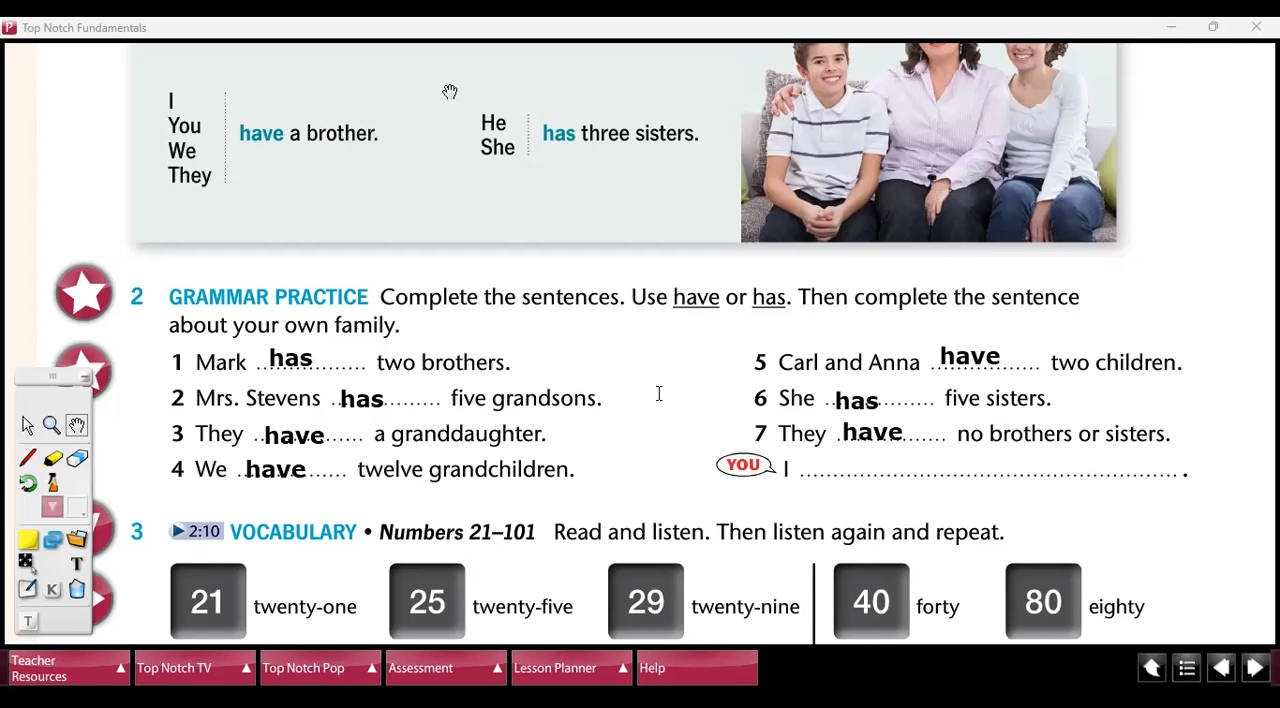 Top Notch Fundamentals
I
You
We
They
have a brother.
He
She
has three sisters.
2 GRAMMAR PRACTICE Complete the sentences. Use have or has. Then complete the sentence
about your own family.
1 Mark has two brothers.
2 Mrs. Stevens has five grandsons.
3 They have a granddaughter.
4 We have twelve grandchildren.
5 Carl and Anna have two children.
6 She has five sisters.
7 They have no brothers or sisters.
YOU I ................................................................ .
3 2:10 VOCABULARY • Numbers 21–101 Read and listen. Then listen again and repeat.
21 twenty-one 25 twenty-five 29 twenty-nine 40 forty 80 eighty
T
K
T
Teacher
Resources
Top Notch TV
Top Notch Pop
Assessment
Lesson Planner
Help